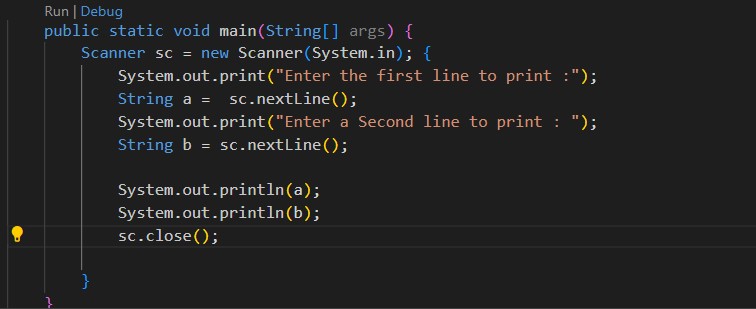 Run | Debug
public static void main(String[] args) {
Scanner sc = new Scanner(System.in); {
System.out.print("Enter the first line to print :");
String a =  sc.nextLine();
System.out.print("Enter a Second line to print : ");
String b = sc.nextLine();
System.out.println(a);
System.out.println(b);
sc.close();
}
}